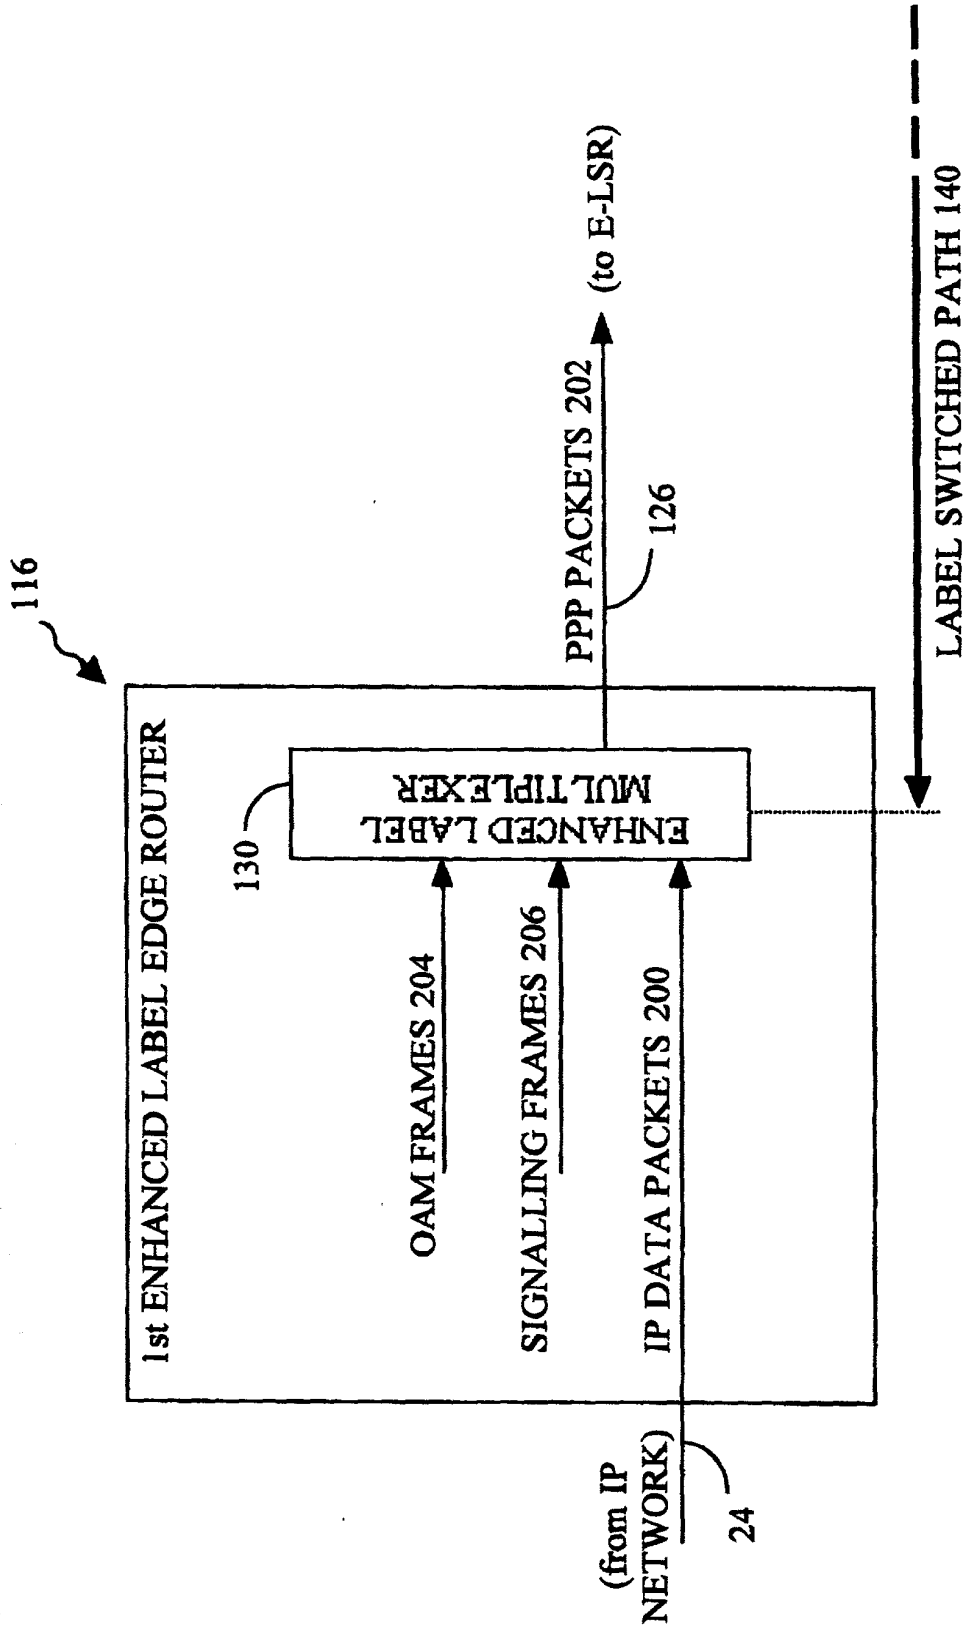 116
1st ENHANCED LABEL EDGE ROUTER
130
ENHANCED LABEL
MULTIPLEXER
OAM FRAMES 204
SIGNALLING FRAMES 206
IP DATA PACKETS 200
(from IP
NETWORK)
24
PPP PACKETS 202
(to E-LSR)
126
LABEL SWITCHED PATH 140